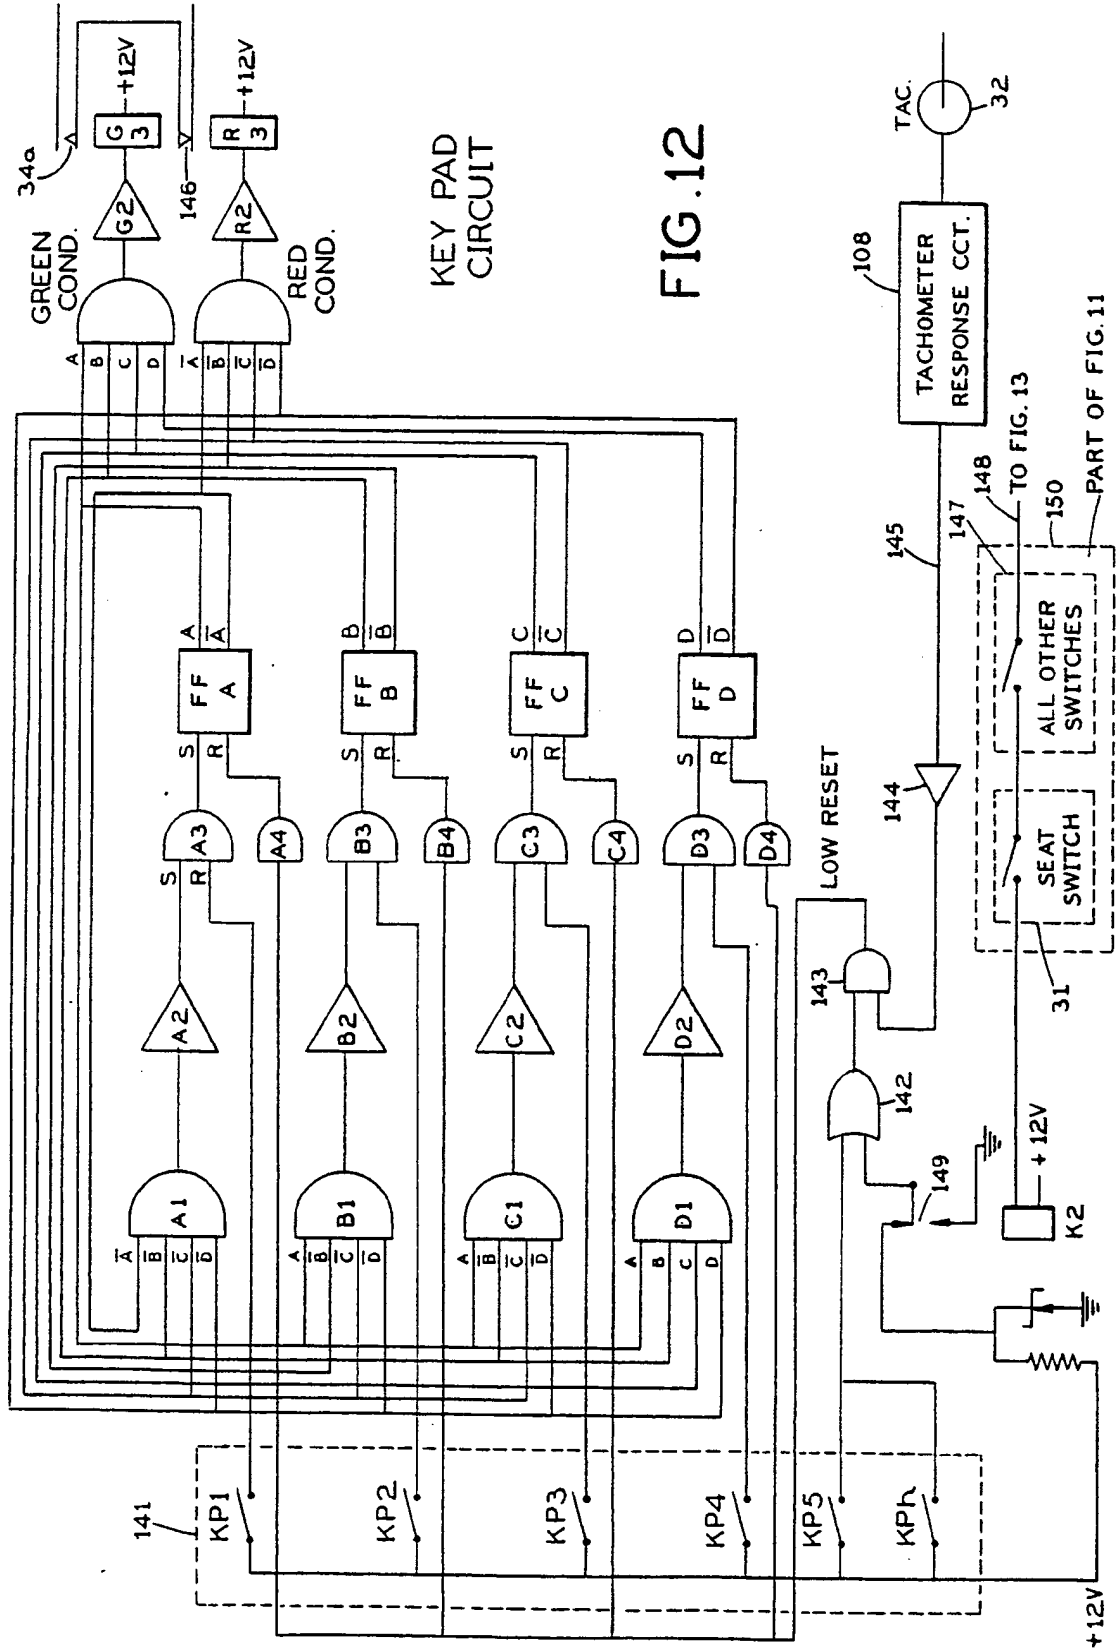 34a
146
GREEN
COND.
G2
G
3
+12V
R2
R
3
+12V
RED
COND.
A
B
C
D
A̅
B̅
C̅
D̅
KEY PAD
CIRCUIT
FIG.12
TAC.
32
108
TACHOMETER
RESPONSE CCT.
145
144
141
KP1
KP2
KP3
KP4
KP5
KPh
A̅
B̅
C̅
D̅
A1
A2
S
R
A3
A4
S
R
FF
A
A
A̅
A
B̅
C̅
D̅
B1
B2
B3
B4
S
R
FF
B
B
B̅
A
B̅
C̅
D̅
C1
C2
C3
C4
S
R
FF
C
C
C̅
A
B
C
D
D1
D2
D3
D4
S
R
FF
D
D
D̅
LOW RESET
142
143
149
K2
+12V
+12V
31
SEAT
SWITCH
ALL OTHER
SWITCHES
147
150
148
TO FIG. 13
PART OF FIG.11